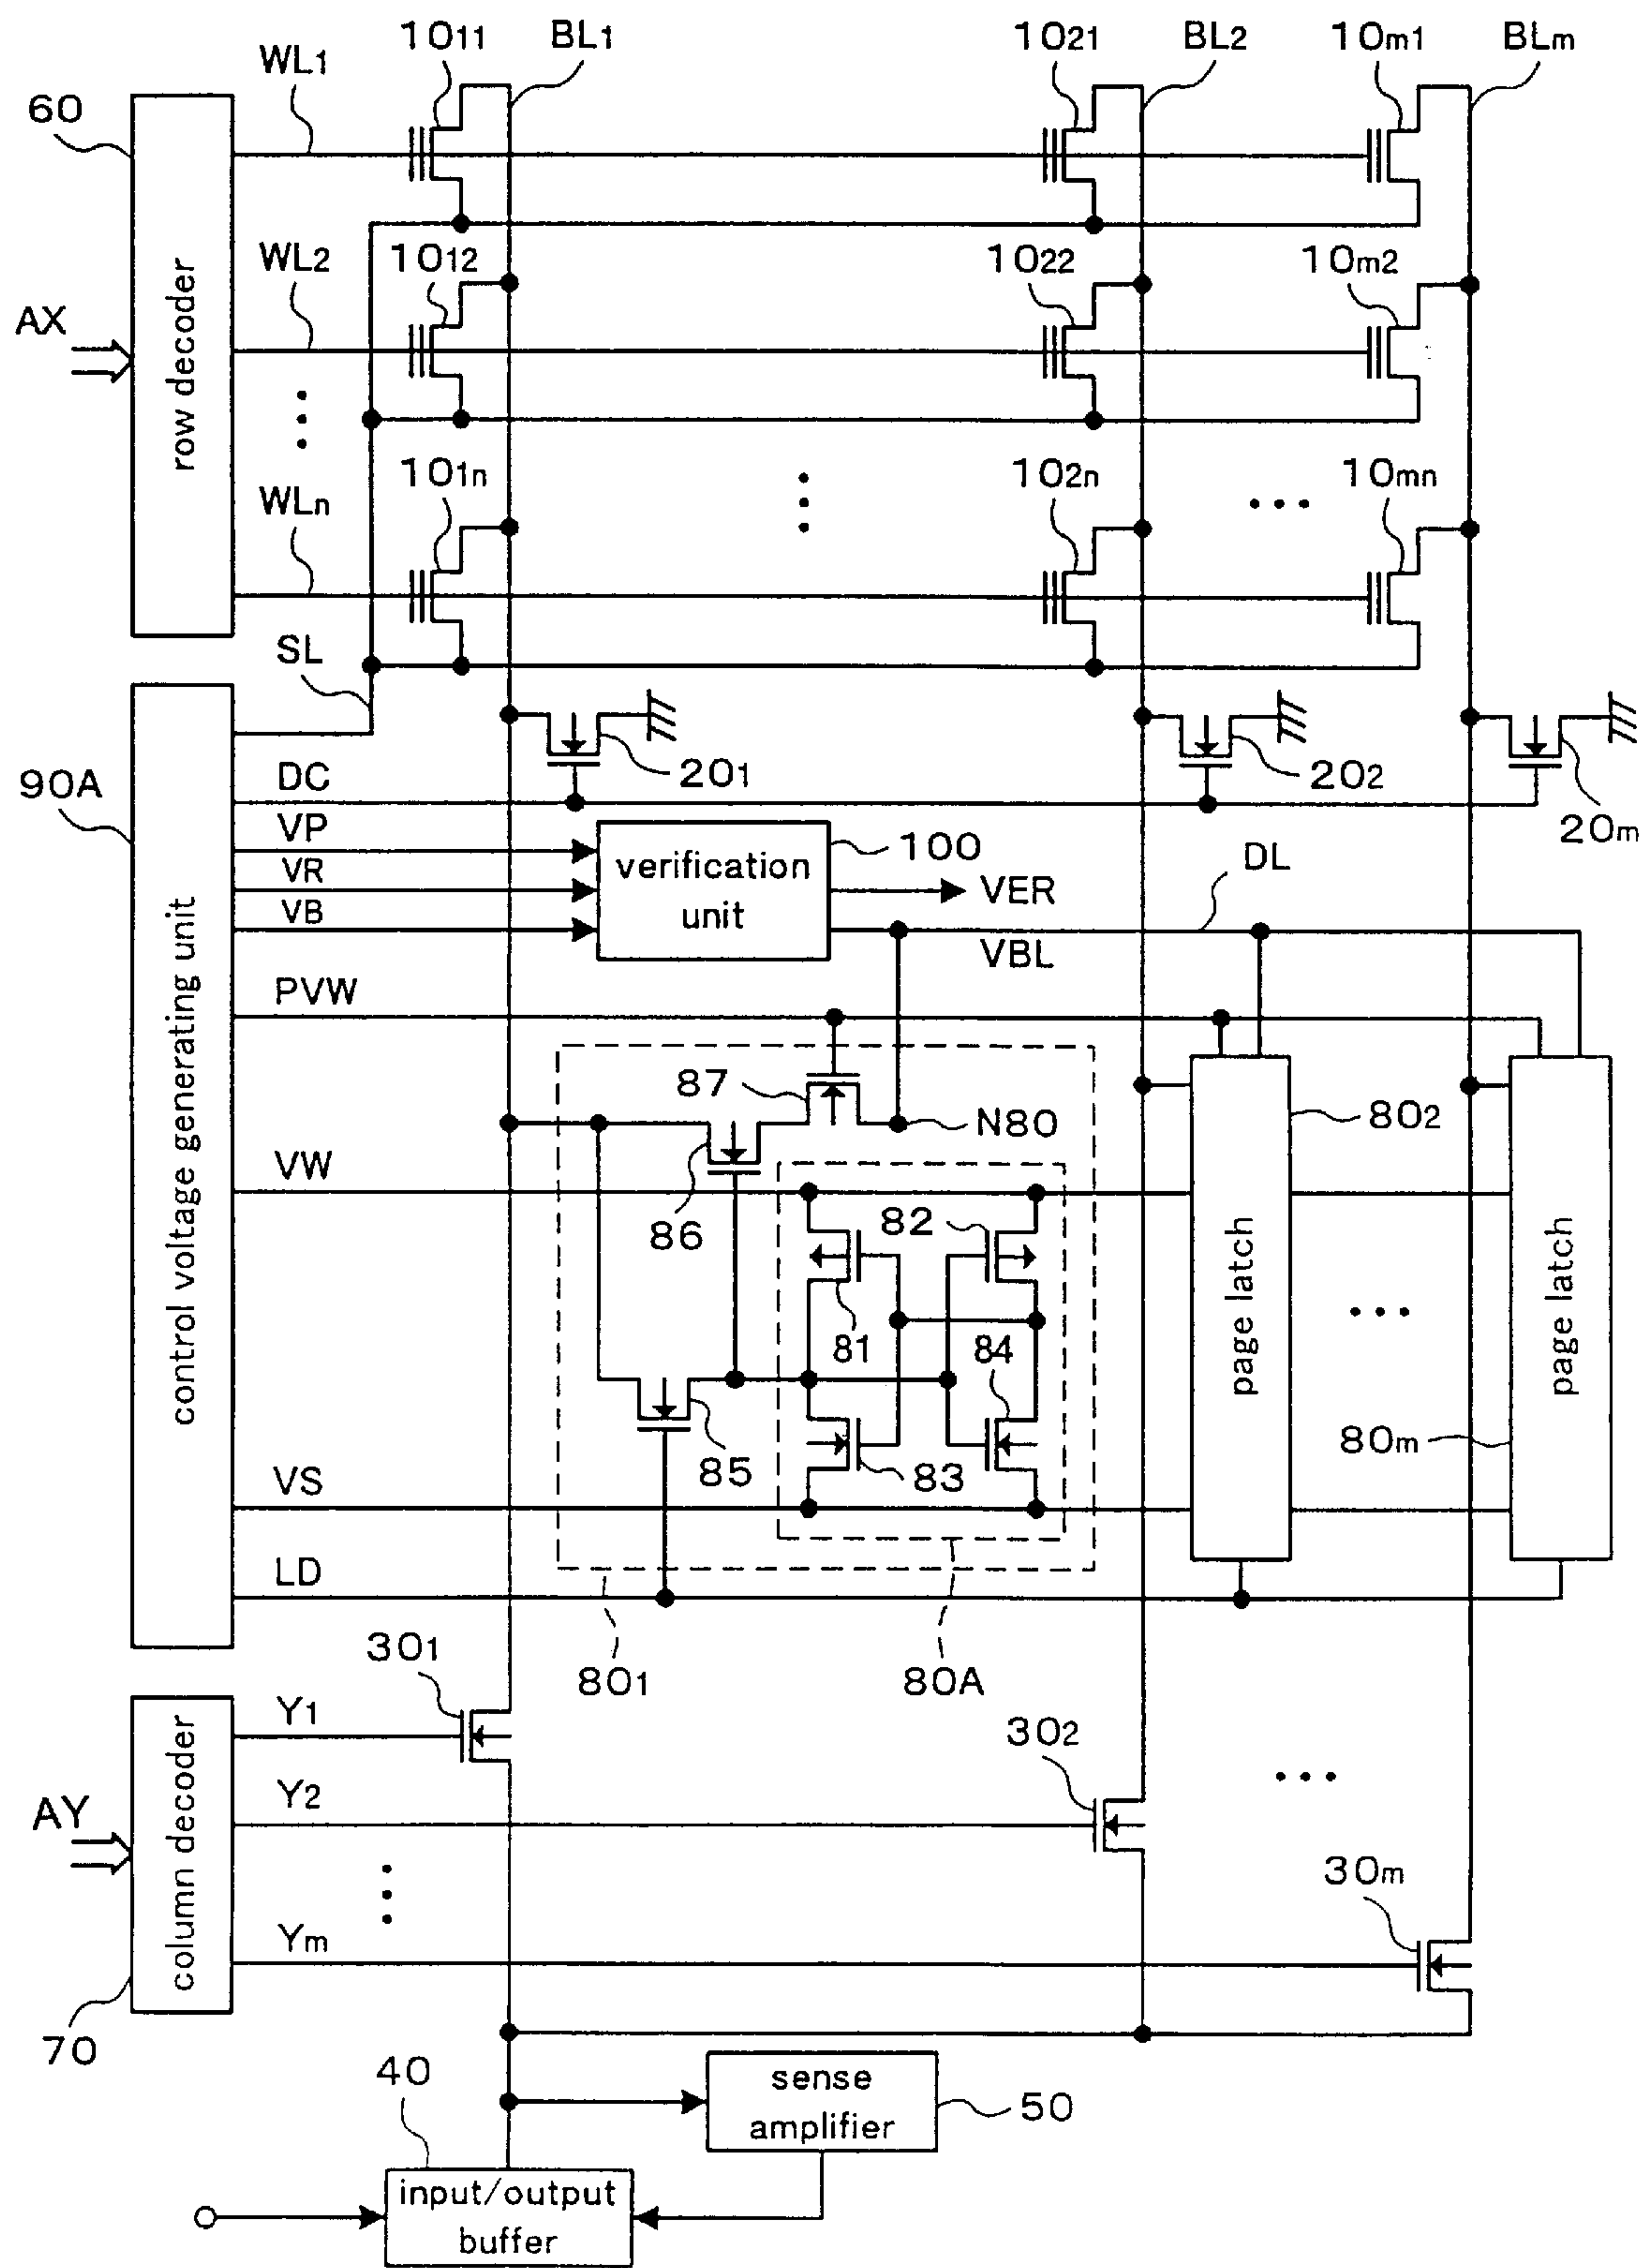 10₁₁ BL₁ 10₂₁ BL₂ 10m₁ BLm
WL₁
60
row decoder
WL₂ 10₁₂ 10₂₂ 10m₂
AX
WLn 10₁n 10₂n 10mn
SL
90A
control voltage generating unit
DC 20₁ 20₂ 20m
VP
VR
VB
verification
unit
100
VER
DL
VBL
PVW
87
N80
80₂
VW
86
82
page latch
page latch
81
84
80m
85
83
VS
LD
80₁
80A
30₁
Y₁
column decoder
30₂
Y₂
AY
30m
Ym
70
40
sense
amplifier
50
input/output
buffer